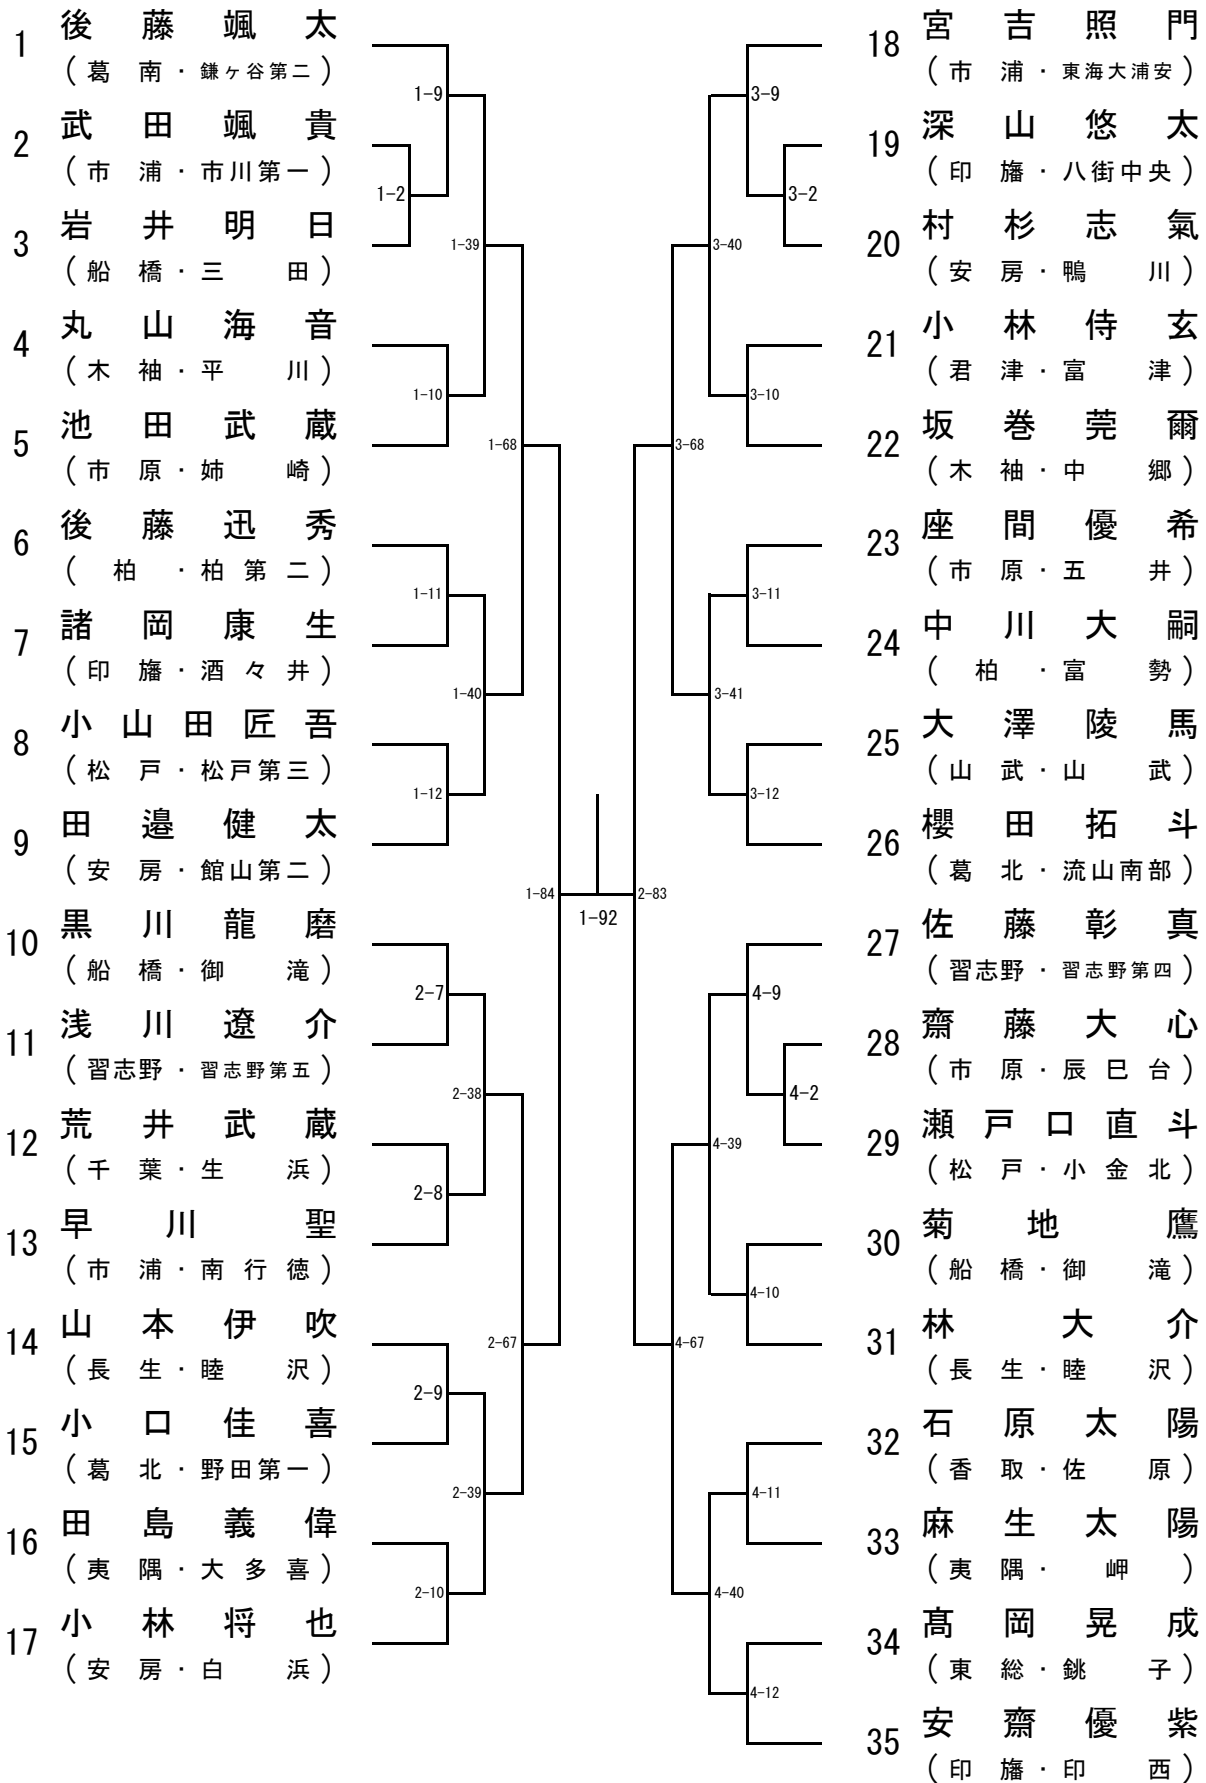 1 後藤颯太
(葛南・鎌ヶ谷第二)
2 武田颯貴
(市浦・市川第一)
3 岩井明日
(船橋・三田)
4 丸山海音
(木袖・平川)
5 池田武蔵
(市原・姉崎)
6 後藤迅秀
(柏・柏第二)
7 諸岡康生
(印旛・酒々井)
8 小山田匠吾
(松戸・松戸第三)
9 田邉健太
(安房・館山第二)
10 黒川龍磨
(船橋・御滝)
11 浅川遼介
(習志野・習志野第五)
12 荒井武蔵
(千葉・生浜)
13 早川聖
(市浦・南行徳)
14 山本伊吹
(長生・睦沢)
15 小口佳喜
(葛北・野田第一)
16 田島義偉
(夷隅・大多喜)
17 小林将也
(安房・白浜)
1-9
1-2
1-39
1-10
1-68
1-11
1-40
1-12
1-84
2-7
2-38
2-8
2-67
2-9
2-39
2-10
1-92
3-9
3-2
3-40
3-10
3-68
3-11
3-41
3-12
2-83
4-9
4-2
4-39
4-10
4-67
4-11
4-40
4-12
18 宮吉照門
(市浦・東海大浦安)
19 深山悠太
(印旛・八街中央)
20 村杉志氣
(安房・鴨川)
21 小林侍玄
(君津・富津)
22 坂巻莞爾
(木袖・中郷)
23 座間優希
(市原・五井)
24 中川大嗣
(柏・富勢)
25 大澤陵馬
(山武・山武)
26 櫻田拓斗
(葛北・流山南部)
27 佐藤彰真
(習志野・習志野第四)
28 齋藤大心
(市原・辰巳台)
29 瀬戸口直斗
(松戸・小金北)
30 菊地鷹
(船橋・御滝)
31 林大介
(長生・睦沢)
32 石原太陽
(香取・佐原)
33 麻生太陽
(夷隅・岬)
34 髙岡晃成
(東総・銚子)
35 安齋優紫
(印旛・印西)